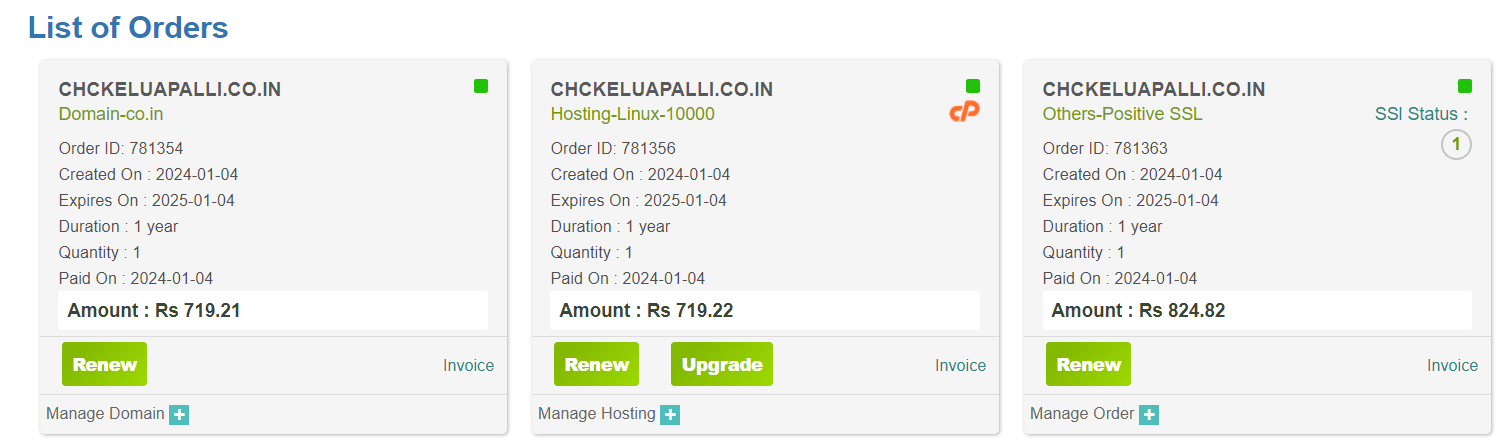 List of Orders
CHCKELUAPALLI.CO.IN
Domain-co.in
Order ID: 781354
Created On : 2024-01-04
Expires On : 2025-01-04
Duration : 1 year
Quantity : 1
Paid On : 2024-01-04
Amount : Rs 719.21
Renew
Invoice
Manage Domain +
CHCKELUAPALLI.CO.IN
Hosting-Linux-10000
cP
Order ID: 781356
Created On : 2024-01-04
Expires On : 2025-01-04
Duration : 1 year
Quantity : 1
Paid On : 2024-01-04
Amount : Rs 719.22
Renew
Upgrade
Invoice
Manage Hosting +
CHCKELUAPALLI.CO.IN
Others-Positive SSL
SSl Status :
1
Order ID: 781363
Created On : 2024-01-04
Expires On : 2025-01-04
Duration : 1 year
Quantity : 1
Paid On : 2024-01-04
Amount : Rs 824.82
Renew
Invoice
Manage Order +